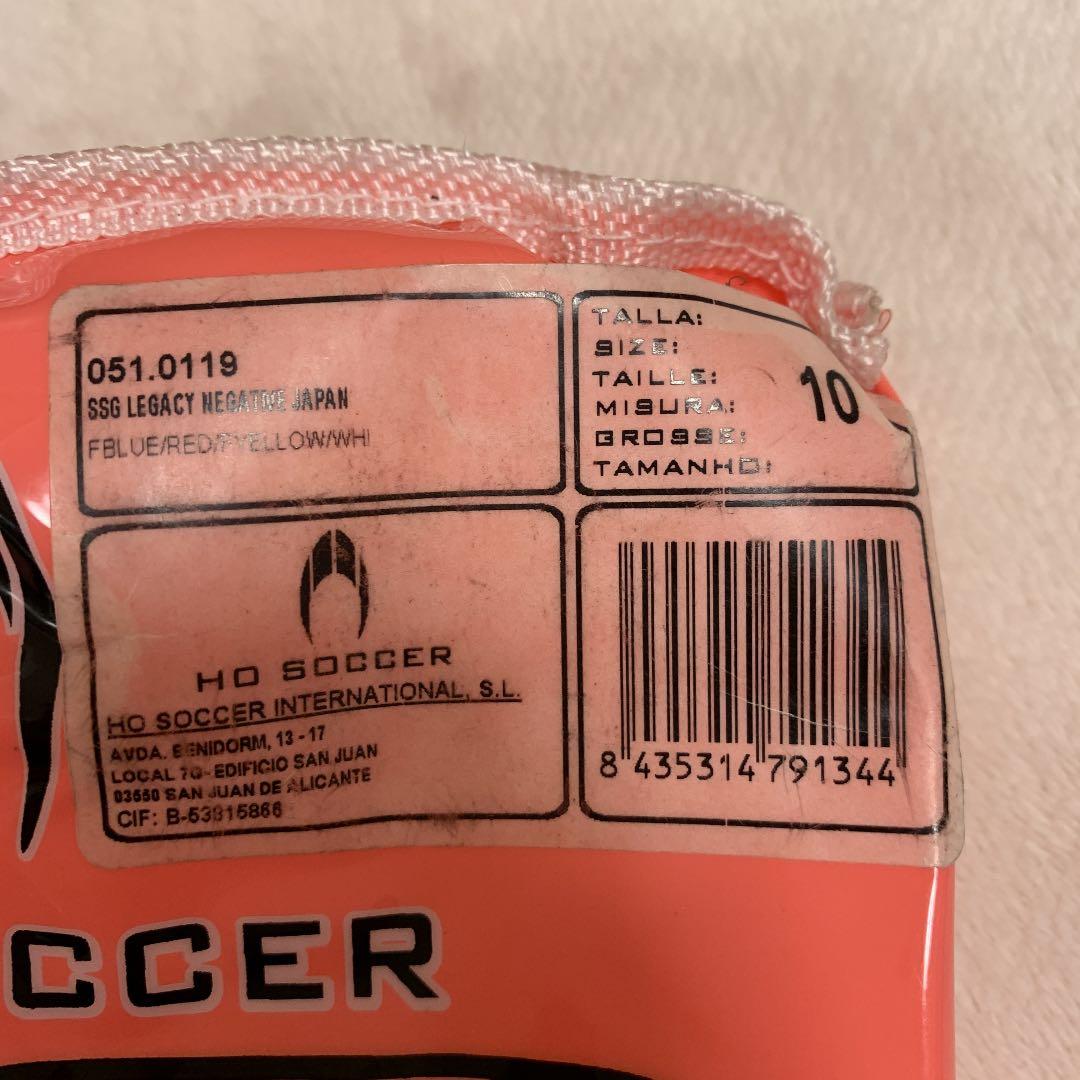 051.0119
SSG LEGACY NEGATIVE JAPAN
FBLUE/RED/FYELLOW/WHI
TALLA:
SIZE:
TAILLE:
MISURA:
GROSSE:
TAMANHO:
10
HO SOCCER
HO SOCCER INTERNATIONAL, S.L.
AVDA. BENIDORM, 13 - 17
LOCAL 7G- EDIFICIO SAN JUAN
03550 SAN JUAN DE ALICANTE
CIF: B-53915866
8 435314 791344
CCER